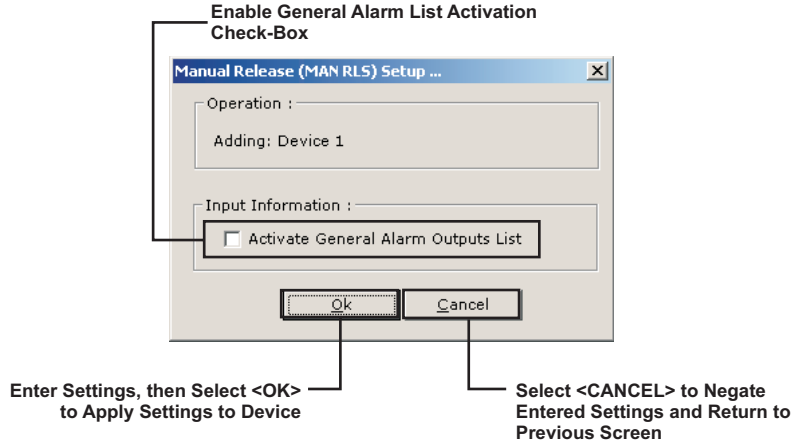 Enable General Alarm List Activation
Check-Box
Manual Release (MAN RLS) Setup ...
Operation :
Adding: Device 1
Input Information :
Activate General Alarm Outputs List
Ok
Cancel
Enter Settings, then Select <OK>
to Apply Settings to Device
Select <CANCEL> to Negate
Entered Settings and Return to
Previous Screen